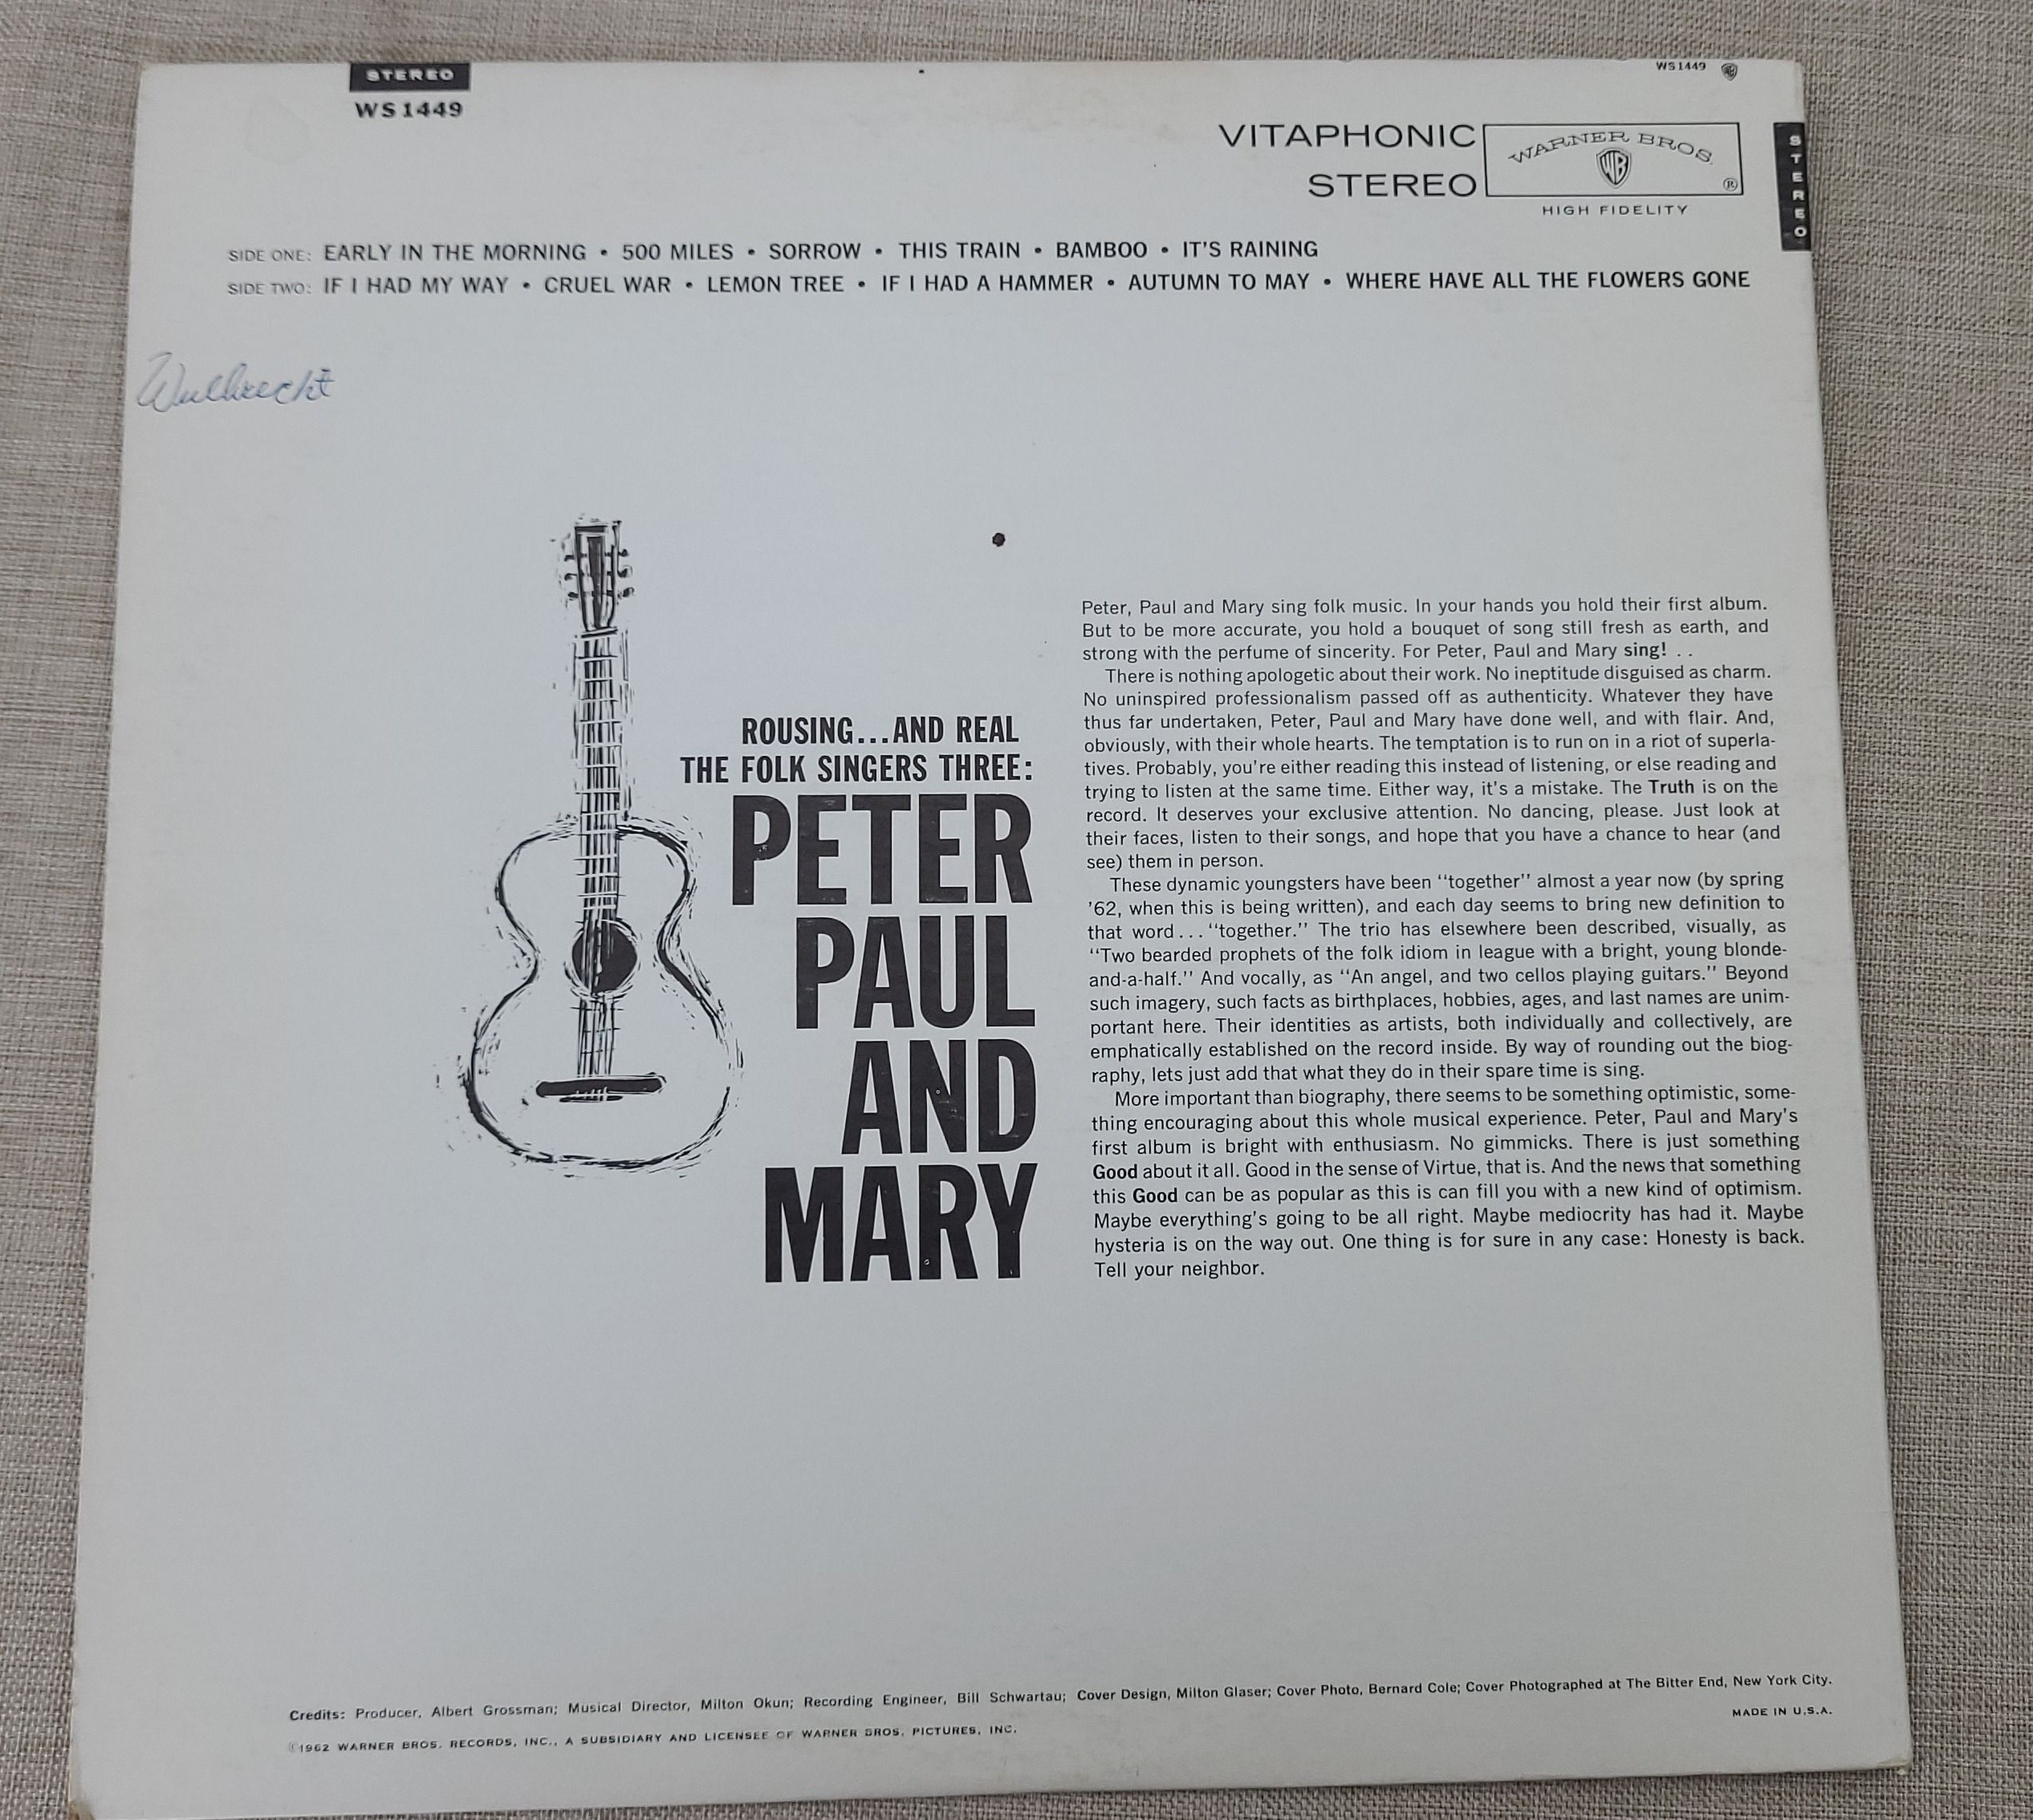 STEREO
WS 1449
WS1449
VITAPHONIC
STEREO
WARNER BROS.
WB
®
HIGH FIDELITY
STEREO
SIDE ONE: EARLY IN THE MORNING • 500 MILES • SORROW • THIS TRAIN • BAMBOO • IT'S RAINING
SIDE TWO: IF I HAD MY WAY • CRUEL WAR • LEMON TREE • IF I HAD A HAMMER • AUTUMN TO MAY • WHERE HAVE ALL THE FLOWERS GONE
ROUSING...AND REAL
THE FOLK SINGERS THREE:
PETER
PAUL
AND
MARY
Peter, Paul and Mary sing folk music. In your hands you hold their first album.
But to be more accurate, you hold a bouquet of song still fresh as earth, and
strong with the perfume of sincerity. For Peter, Paul and Mary sing! . .
There is nothing apologetic about their work. No ineptitude disguised as charm.
No uninspired professionalism passed off as authenticity. Whatever they have
thus far undertaken, Peter, Paul and Mary have done well, and with flair. And,
obviously, with their whole hearts. The temptation is to run on in a riot of superla-
tives. Probably, you're either reading this instead of listening, or else reading and
trying to listen at the same time. Either way, it's a mistake. The Truth is on the
record. It deserves your exclusive attention. No dancing, please. Just look at
their faces, listen to their songs, and hope that you have a chance to hear (and
see) them in person.
These dynamic youngsters have been "together" almost a year now (by spring
'62, when this is being written), and each day seems to bring new definition to
that word... "together." The trio has elsewhere been described, visually, as
"Two bearded prophets of the folk idiom in league with a bright, young blonde-
and-a-half." And vocally, as "An angel, and two cellos playing guitars." Beyond
such imagery, such facts as birthplaces, hobbies, ages, and last names are unim-
portant here. Their identities as artists, both individually and collectively, are
emphatically established on the record inside. By way of rounding out the biog-
raphy, lets just add that what they do in their spare time is sing.
More important than biography, there seems to be something optimistic, some-
thing encouraging about this whole musical experience. Peter, Paul and Mary's
first album is bright with enthusiasm. No gimmicks. There is just something
Good about it all. Good in the sense of Virtue, that is. And the news that something
this Good can be as popular as this is can fill you with a new kind of optimism.
Maybe everything's going to be all right. Maybe mediocrity has had it. Maybe
hysteria is on the way out. One thing is for sure in any case: Honesty is back.
Tell your neighbor.
Credits: Producer, Albert Grossman; Musical Director, Milton Okun; Recording Engineer, Bill Schwartau; Cover Design, Milton Glaser; Cover Photo, Bernard Cole; Cover Photographed at The Bitter End, New York City.
MADE IN U.S.A.
©1962 WARNER BROS. RECORDS, INC., A SUBSIDIARY AND LICENSEE OF WARNER BROS. PICTURES, INC.